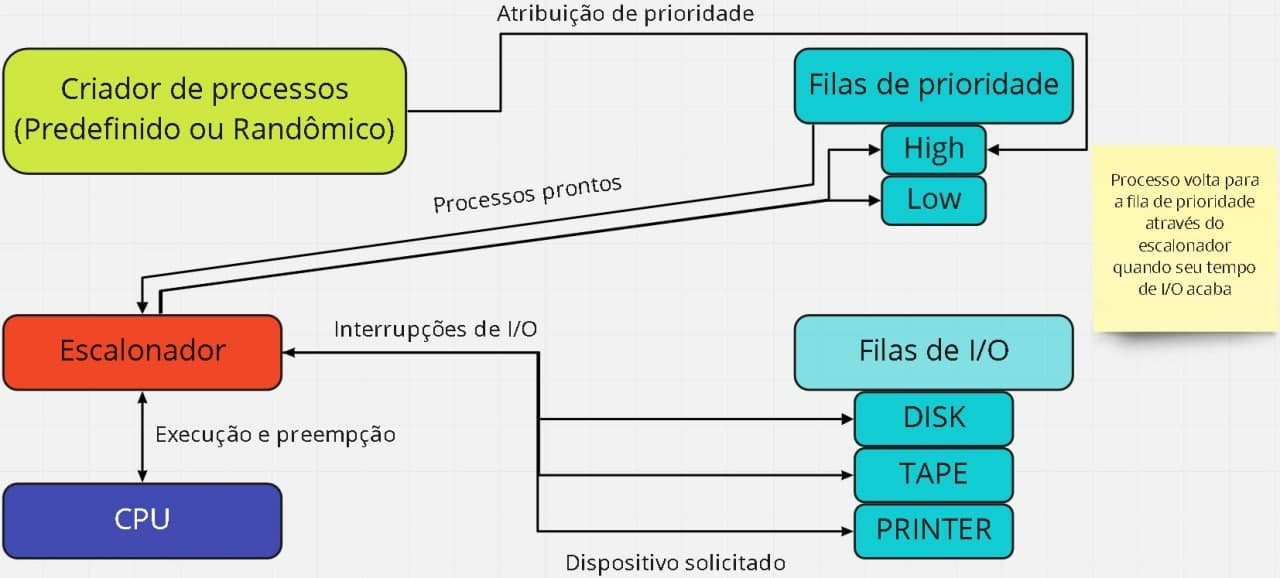 Atribuição de prioridade
Criador de processos
(Predefinido ou Randômico)
Filas de prioridade
High
Low
Processos prontos
Processo volta para
a fila de prioridade
através do
escalonador
quando seu tempo
de I/O acaba
Escalonador
Interrupções de I/O
Filas de I/O
DISK
TAPE
PRINTER
Execução e preempção
CPU
Dispositivo solicitado